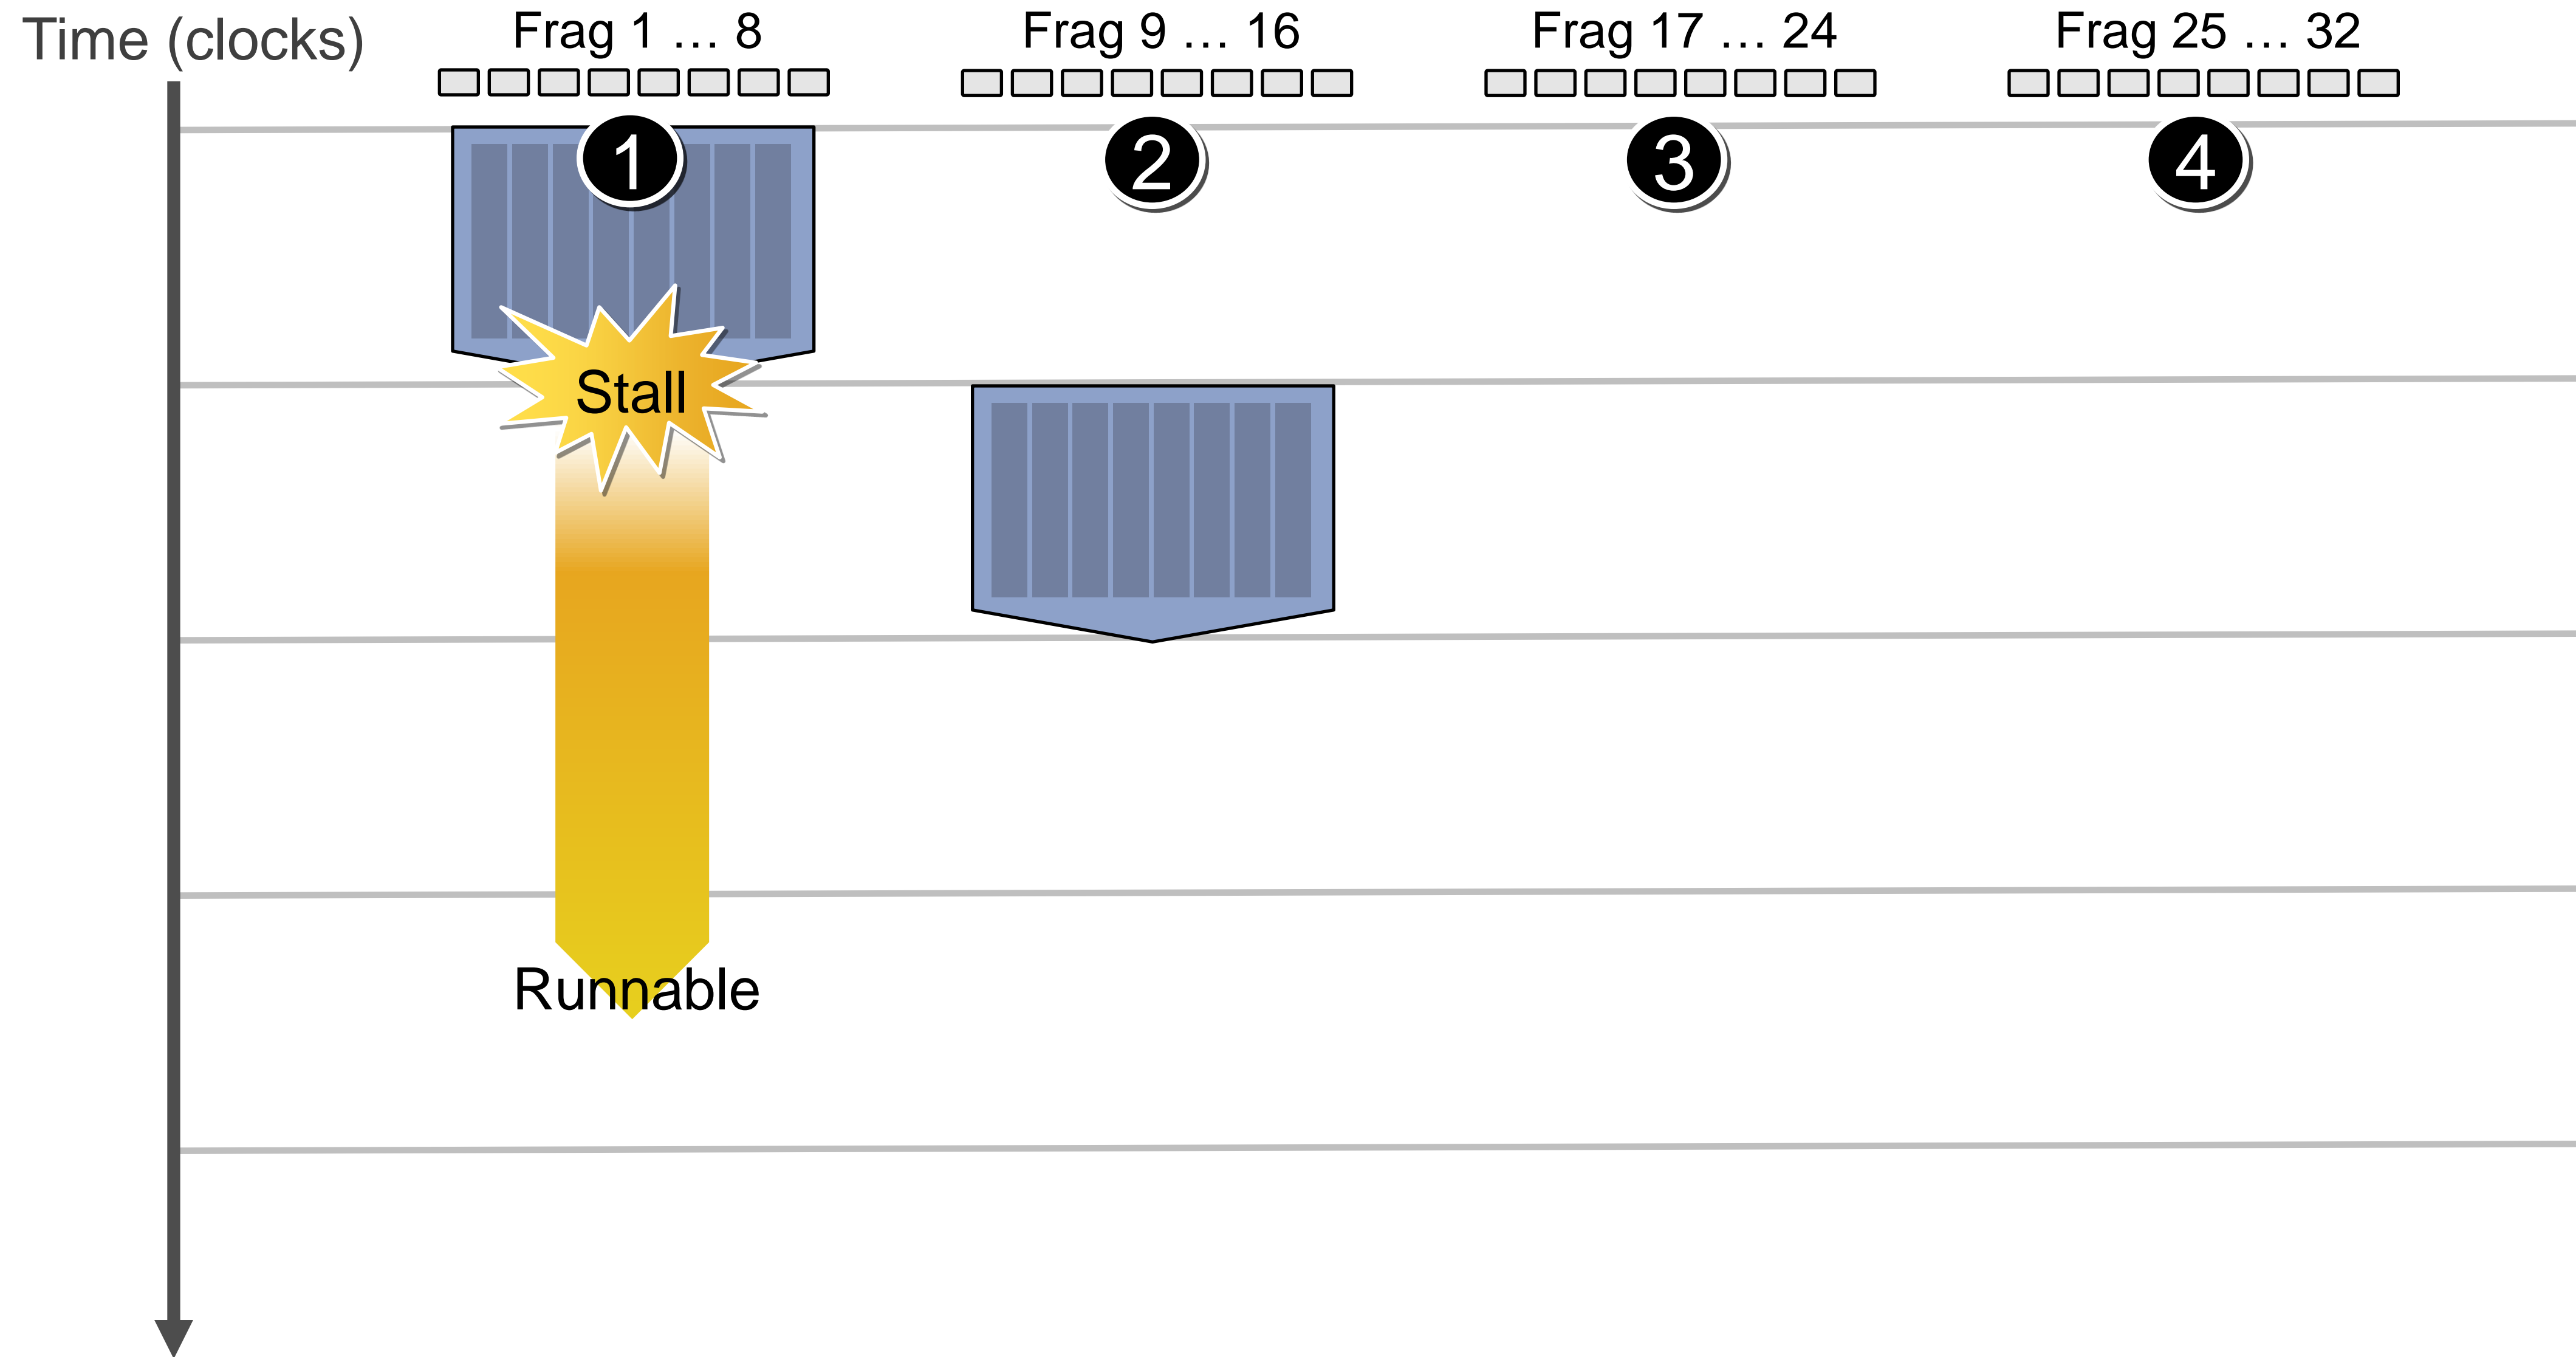 Time (clocks)
Frag 1 … 8
Frag 9 … 16
Frag 17 … 24
Frag 25 … 32
1
2
3
4
Stall
Runnable